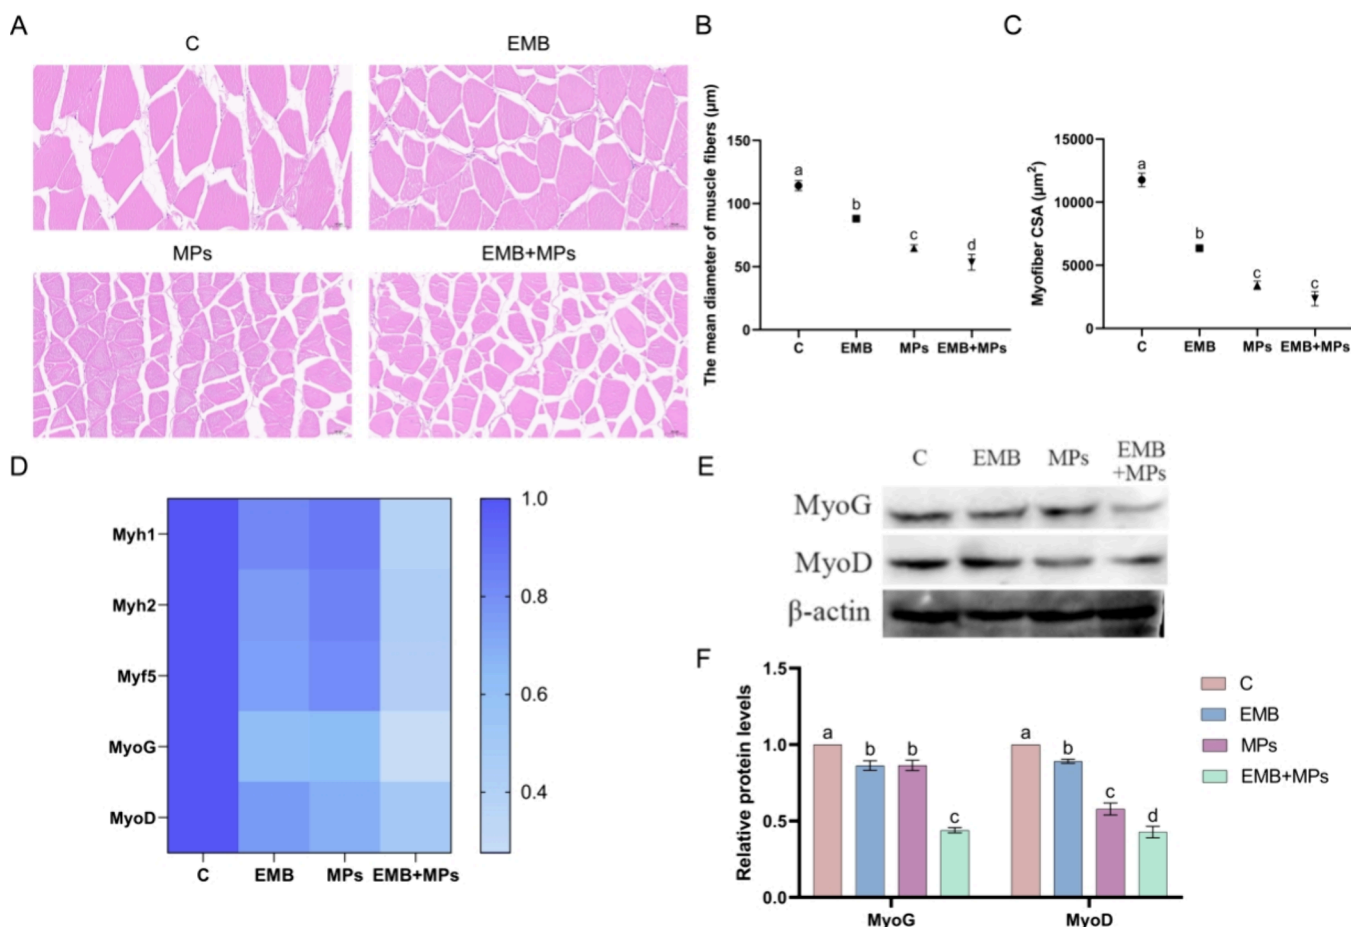 A
C
EMB
MPs
EMB+MPs
B
The mean diameter of muscle fibers (μm)
150
100
50
0
a
b
c
d
C
EMB
MPs
EMB+MPs
C
Myofiber CSA (μm²)
15000
10000
5000
0
a
b
c
c
C
EMB
MPs
EMB+MPs
D
Myh1
Myh2
Myf5
MyoG
MyoD
C
EMB
MPs
EMB+MPs
1.0
0.8
0.6
0.4
E
C
EMB
MPs
EMB
+MPs
MyoG
MyoD
β-actin
F
Relative protein levels
1.5
1.0
0.5
0.0
a
b
b
c
a
b
c
d
MyoG
MyoD
C
EMB
MPs
EMB+MPs